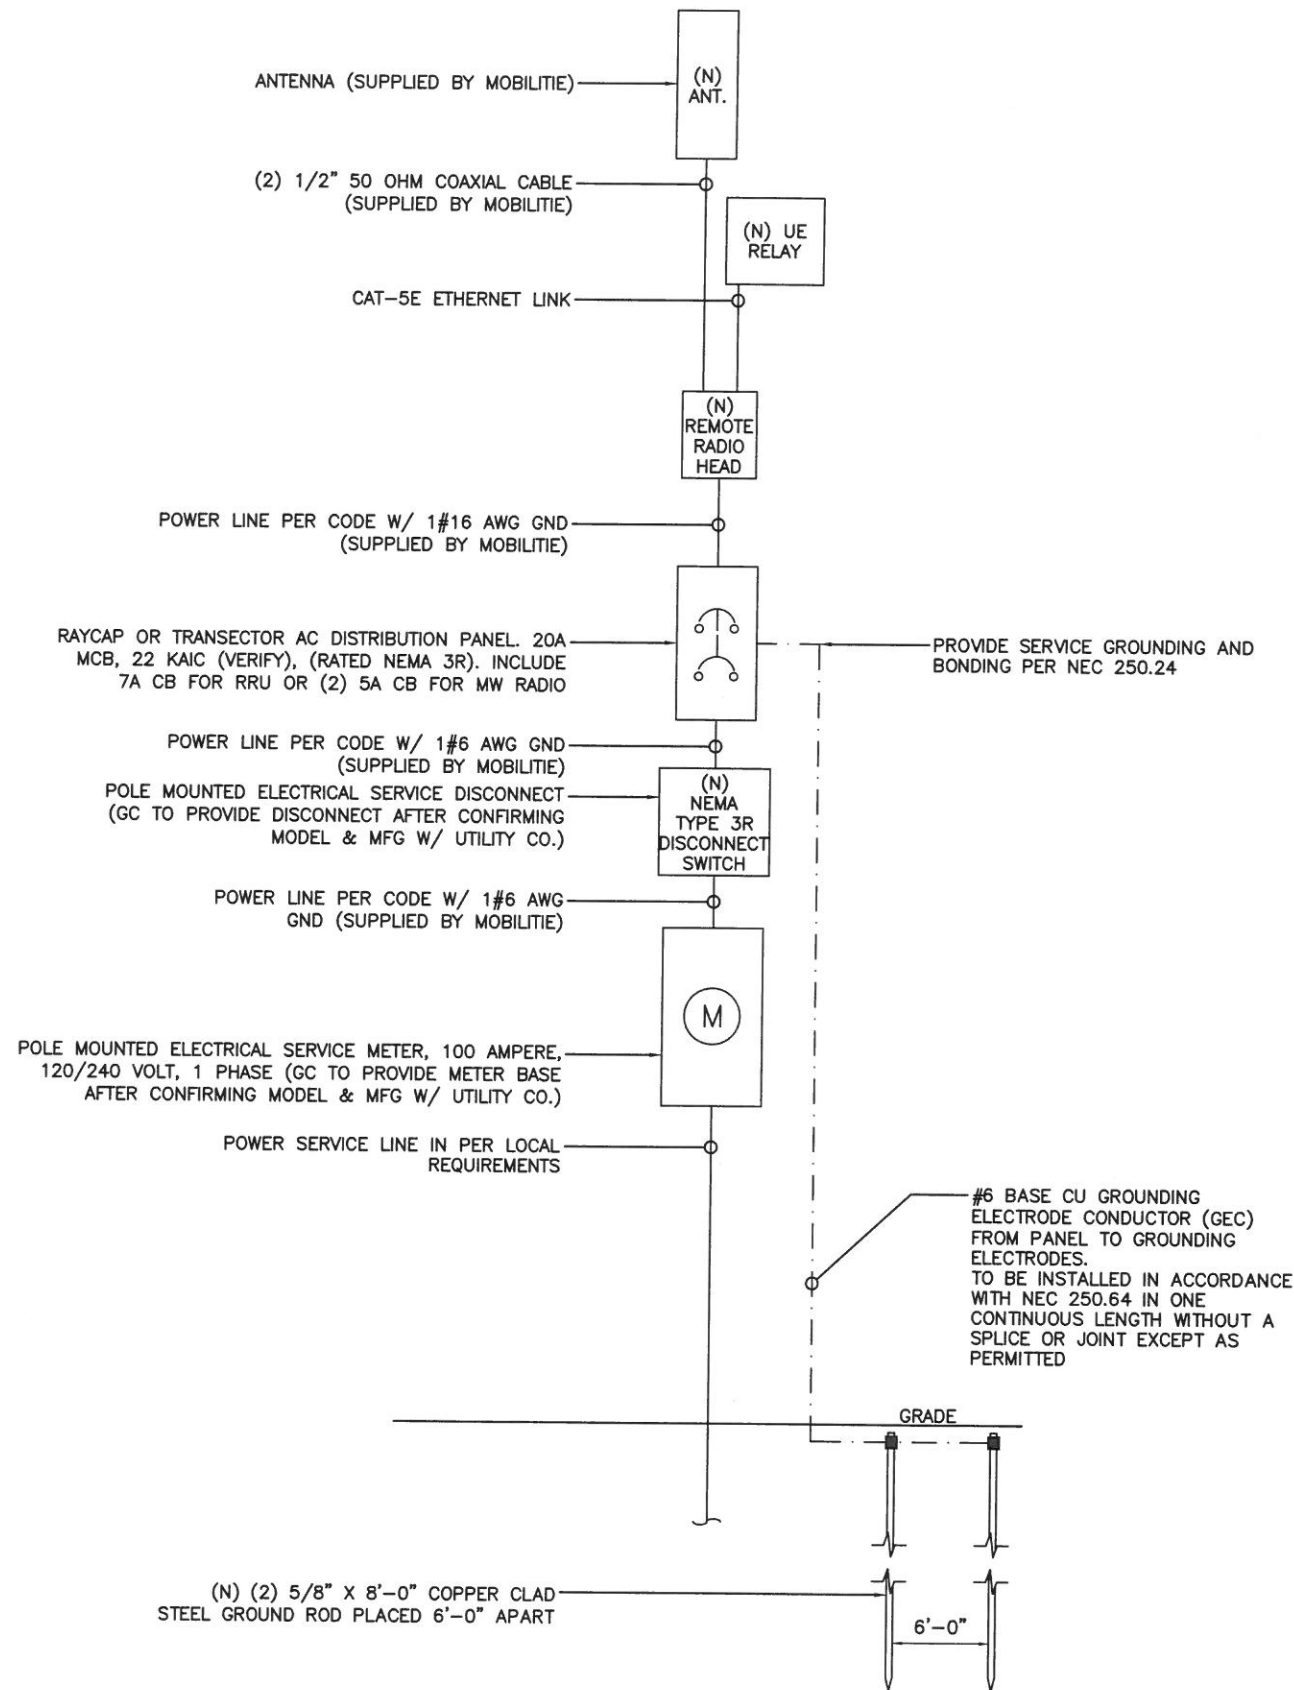 (N)
ANT.
ANTENNA (SUPPLIED BY MOBILITIE)
(2) 1/2" 50 OHM COAXIAL CABLE
(SUPPLIED BY MOBILITIE)
(N) UE
RELAY
CAT-5E ETHERNET LINK
(N)
REMOTE
RADIO
HEAD
POWER LINE PER CODE W/ 1#16 AWG GND
(SUPPLIED BY MOBILITIE)
RAYCAP OR TRANSECTOR AC DISTRIBUTION PANEL. 20A
MCB, 22 KAIC (VERIFY), (RATED NEMA 3R). INCLUDE
7A CB FOR RRU OR (2) 5A CB FOR MW RADIO
PROVIDE SERVICE GROUNDING AND
BONDING PER NEC 250.24
POWER LINE PER CODE W/ 1#6 AWG GND
(SUPPLIED BY MOBILITIE)
POLE MOUNTED ELECTRICAL SERVICE DISCONNECT
(GC TO PROVIDE DISCONNECT AFTER CONFIRMING
MODEL & MFG W/ UTILITY CO.)
(N)
NEMA
TYPE 3R
DISCONNECT
SWITCH
POWER LINE PER CODE W/ 1#6 AWG
GND (SUPPLIED BY MOBILITIE)
M
POLE MOUNTED ELECTRICAL SERVICE METER, 100 AMPERE,
120/240 VOLT, 1 PHASE (GC TO PROVIDE METER BASE
AFTER CONFIRMING MODEL & MFG W/ UTILITY CO.)
POWER SERVICE LINE IN PER LOCAL
REQUIREMENTS
#6 BASE CU GROUNDING
ELECTRODE CONDUCTOR (GEC)
FROM PANEL TO GROUNDING
ELECTRODES.
TO BE INSTALLED IN ACCORDANCE
WITH NEC 250.64 IN ONE
CONTINUOUS LENGTH WITHOUT A
SPLICE OR JOINT EXCEPT AS
PERMITTED
GRADE
(N) (2) 5/8" X 8'-0" COPPER CLAD
STEEL GROUND ROD PLACED 6'-0" APART
6'-0"